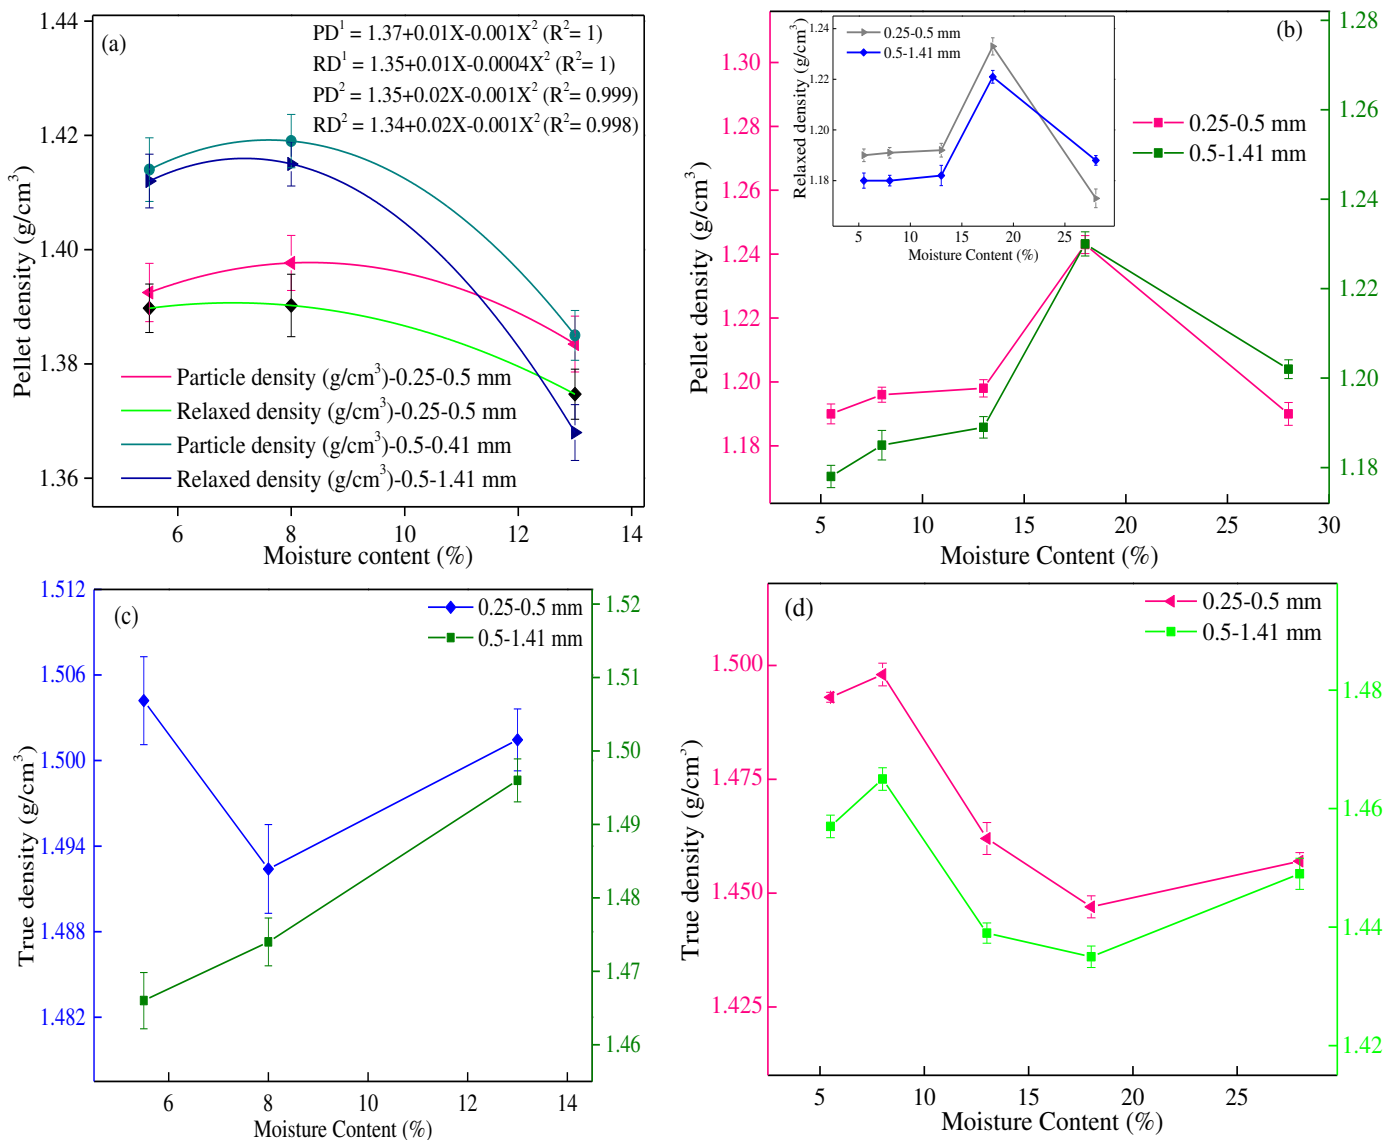 (a)
PD¹ = 1.37+0.01X-0.001X² (R²= 1)
RD¹ = 1.35+0.01X-0.0004X² (R²= 1)
PD² = 1.35+0.02X-0.001X² (R²= 0.999)
RD² = 1.34+0.02X-0.001X² (R²= 0.998)
Pellet density (g/cm³)
1.44
1.42
1.40
1.38
1.36
Particle density (g/cm³)-0.25-0.5 mm
Relaxed density (g/cm³)-0.25-0.5 mm
Particle density (g/cm³)-0.5-0.41 mm
Relaxed density (g/cm³)-0.5-1.41 mm
6 8 10 12 14
Moisture content (%)
(b)
Pellet density (g/cm³)
1.30
1.28
1.26
1.24
1.22
1.20
1.18
0.25-0.5 mm
0.5-1.41 mm
Relaxed density (g/cm³)
1.24
1.22
1.20
1.18
5 10 15 20 25
Moisture Content (%)
0.25-0.5 mm
0.5-1.41 mm
1.28
1.26
1.24
1.22
1.20
1.18
5 10 15 20 25 30
Moisture Content (%)
(c)
True density (g/cm³)
1.512
1.506
1.500
1.494
1.488
1.482
0.25-0.5 mm
0.5-1.41 mm
1.52
1.51
1.50
1.49
1.48
1.47
1.46
6 8 10 12 14
Moisture Content (%)
(d)
True density (g/cm³)
1.500
1.475
1.450
1.425
0.25-0.5 mm
0.5-1.41 mm
1.48
1.46
1.44
1.42
5 10 15 20 25
Moisture Content (%)